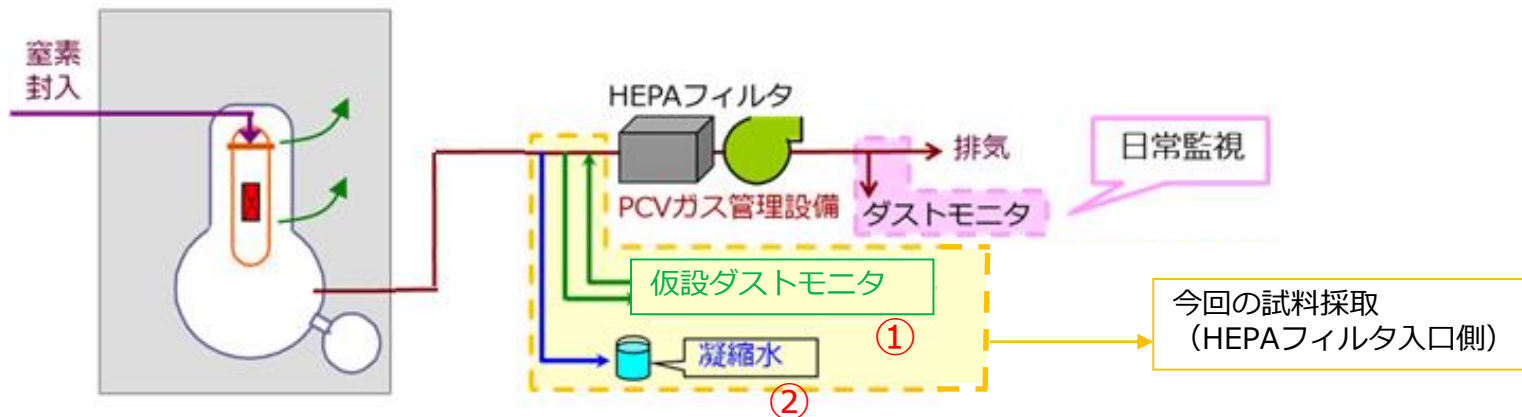 窒素
封入
HEPAフィルタ
排気
日常監視
PCVガス管理設備
ダストモニタ
仮設ダストモニタ
①
凝縮水
②
今回の試料採取
（HEPAフィルタ入口側）